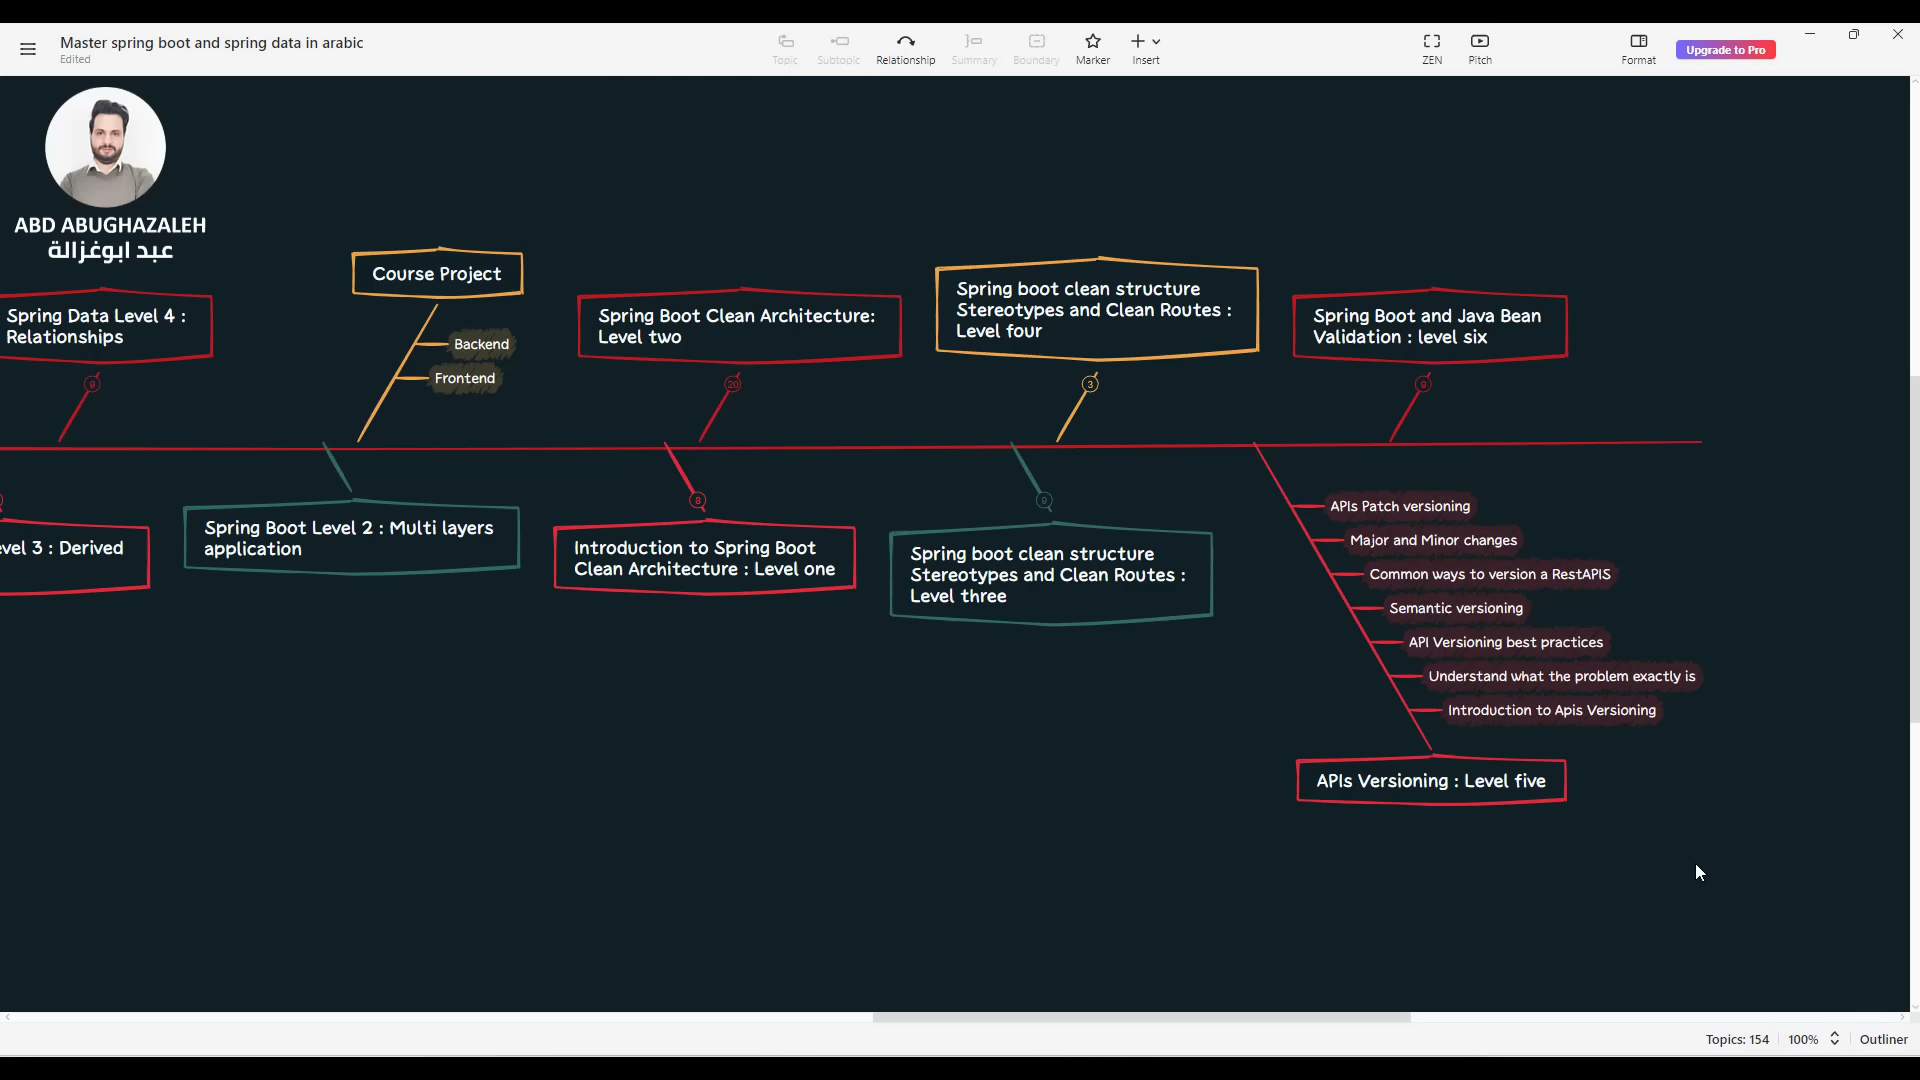 Master spring boot and spring data in arabic
Edited
Topic
Subtopic
Relationship
Summary
Boundary
Marker
Insert
ZEN
Pitch
Format
Upgrade to Pro
ABD ABUGHAZALEH
عبد ابوغزالة
Course Project
Backend
Frontend
Spring Data Level 4 :
Relationships
9
Spring Boot Clean Architecture:
Level two
20
Spring boot clean structure
Stereotypes and Clean Routes :
Level four
3
Spring Boot and Java Bean
Validation : level six
9
evel 3 : Derived
Spring Boot Level 2 : Multi layers
application
8
Introduction to Spring Boot
Clean Architecture : Level one
9
Spring boot clean structure
Stereotypes and Clean Routes :
Level three
APIs Patch versioning
Major and Minor changes
Common ways to version a RestAPIS
Semantic versioning
API Versioning best practices
Understand what the problem exactly is
Introduction to Apis Versioning
APIs Versioning : Level five
Topics: 154
100%
Outliner